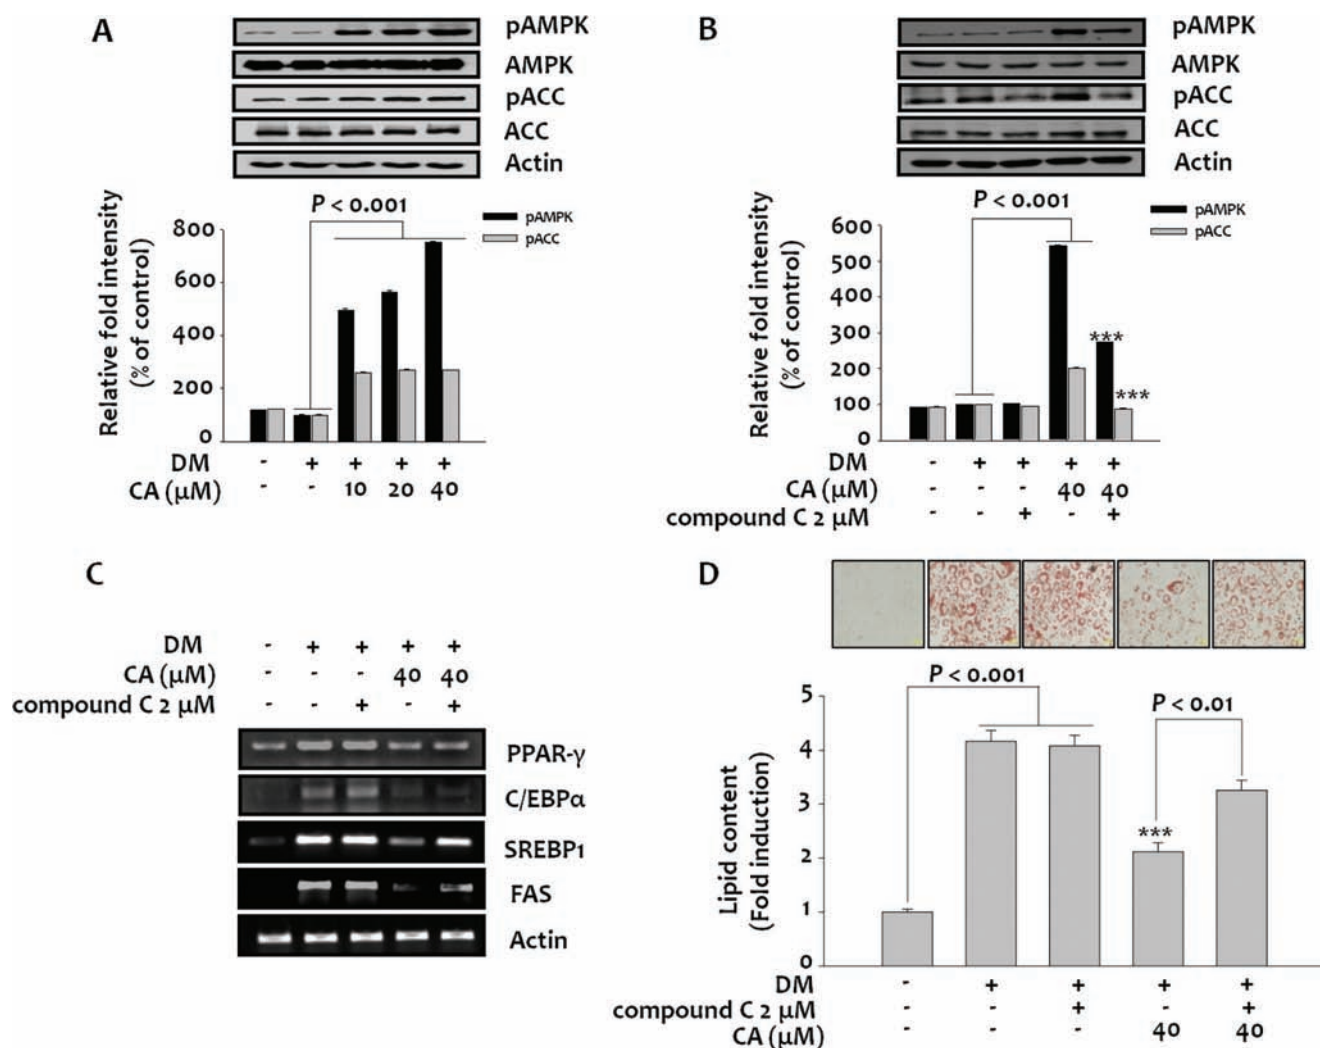 A
pAMPK
AMPK
pACC
ACC
Actin
P < 0.001
pAMPK
pACC
Relative fold intensity
(% of control)
800
600
400
200
0
DM - + + + +
CA (μM) - - 10 20 40
B
pAMPK
AMPK
pACC
ACC
Actin
P < 0.001
pAMPK
pACC
Relative fold intensity
(% of control)
600
500
400
300
200
100
0
***
***
DM - + + + +
CA (μM) - - - 40 40
compound C 2 μM - - + - +
C
DM - + + + +
CA (μM) - - - 40 40
compound C 2 μM - - + - +
PPAR-γ
C/EBPα
SREBP1
FAS
Actin
D
P < 0.001
P < 0.01
***
Lipid content
(Fold induction)
5
4
3
2
1
0
DM - + + + +
compound C 2 μM - - + - +
CA (μM) - - - 40 40